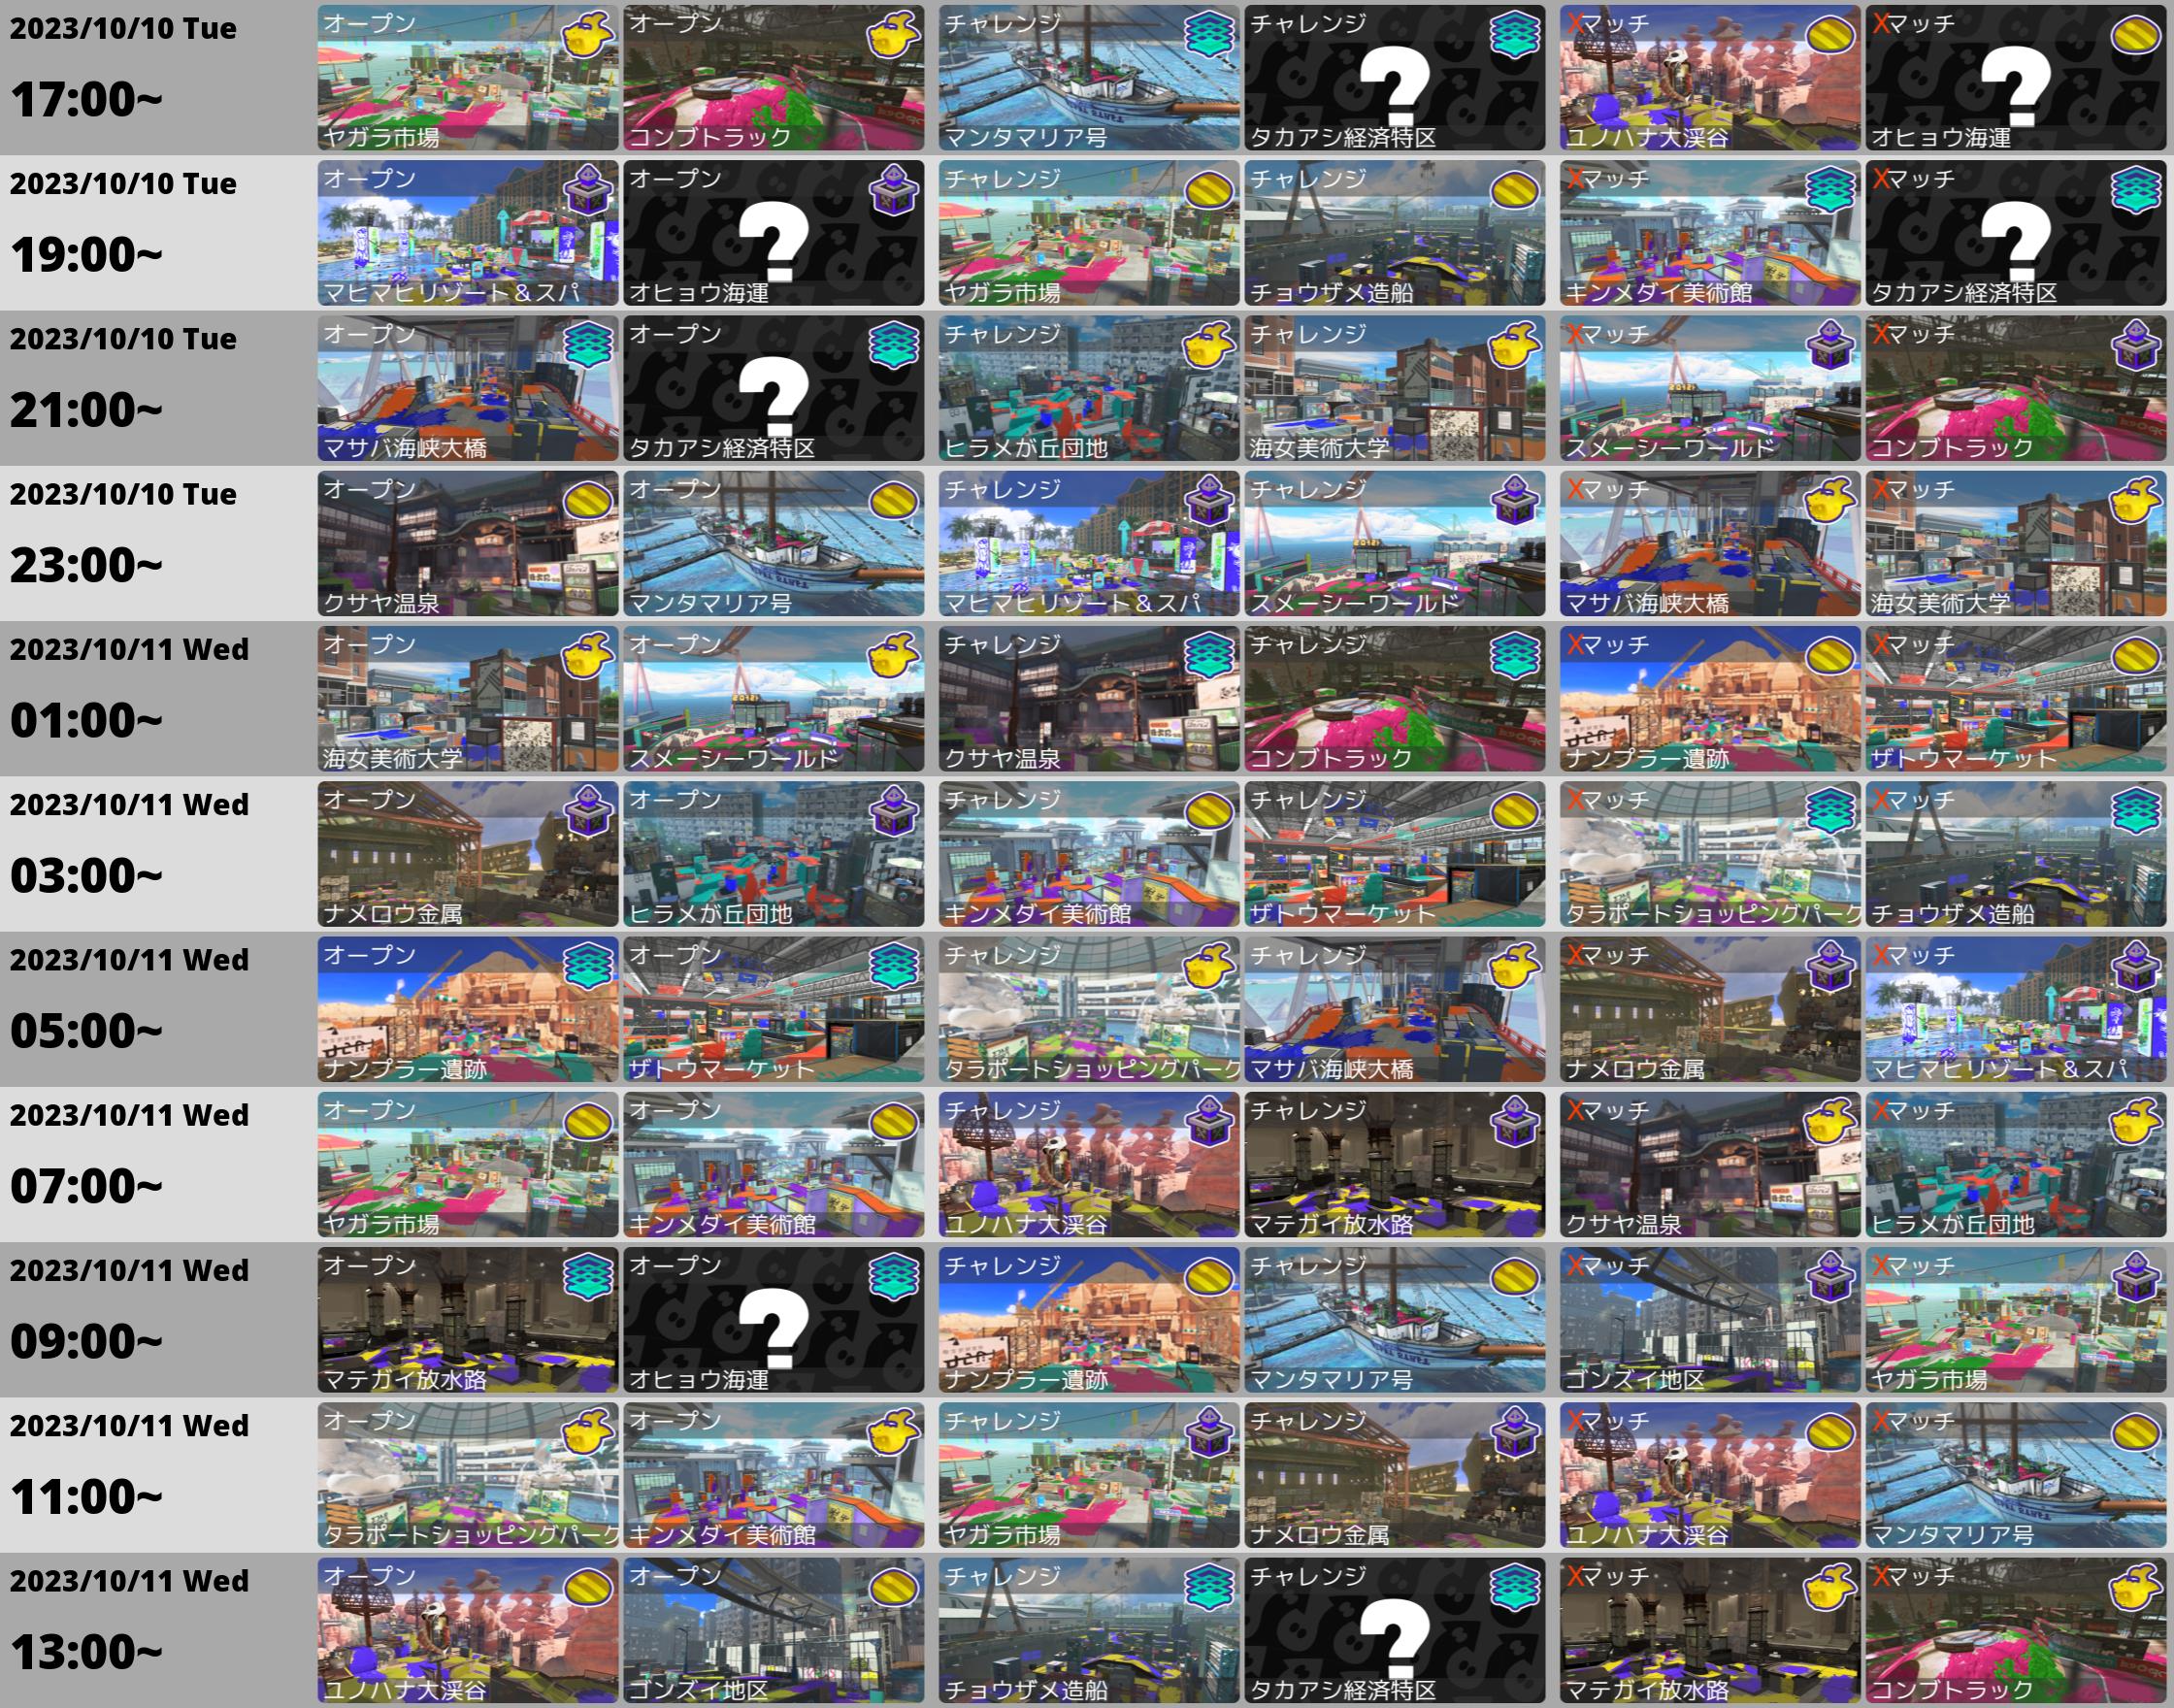 2023/10/10 Tue
17:00~
オープン オープン チャレンジ チャレンジ Xマッチ Xマッチ
ヤガラ市場 コンブトラック マンタマリア号 タカアシ経済特区 ユノハナ大渓谷 オヒョウ海運
2023/10/10 Tue
19:00~
オープン オープン チャレンジ チャレンジ Xマッチ Xマッチ
マヒマヒリゾート＆スパ オヒョウ海運 ヤガラ市場 チョウザメ造船 キンメダイ美術館 タカアシ経済特区
2023/10/10 Tue
21:00~
オープン オープン チャレンジ チャレンジ Xマッチ Xマッチ
マサバ海峡大橋 タカアシ経済特区 ヒラメが丘団地 海女美術大学 スメーシーワールド コンブトラック
2023/10/10 Tue
23:00~
オープン オープン チャレンジ チャレンジ Xマッチ Xマッチ
クサヤ温泉 マンタマリア号 マヒマヒリゾート＆スパ スメーシーワールド マサバ海峡大橋 海女美術大学
2023/10/11 Wed
01:00~
オープン オープン チャレンジ チャレンジ Xマッチ Xマッチ
海女美術大学 スメーシーワールド クサヤ温泉 コンブトラック ナンプラー遺跡 ザトウマーケット
2023/10/11 Wed
03:00~
オープン オープン チャレンジ チャレンジ Xマッチ Xマッチ
ナメロウ金属 ヒラメが丘団地 キンメダイ美術館 ザトウマーケット タラポートショッピングパーク チョウザメ造船
2023/10/11 Wed
05:00~
オープン オープン チャレンジ チャレンジ Xマッチ Xマッチ
ナンプラー遺跡 ザトウマーケット タラポートショッピングパーク マサバ海峡大橋 ナメロウ金属 マヒマヒリゾート＆スパ
2023/10/11 Wed
07:00~
オープン オープン チャレンジ チャレンジ Xマッチ Xマッチ
ヤガラ市場 キンメダイ美術館 ユノハナ大渓谷 マテガイ放水路 クサヤ温泉 ヒラメが丘団地
2023/10/11 Wed
09:00~
オープン オープン チャレンジ チャレンジ Xマッチ Xマッチ
マテガイ放水路 オヒョウ海運 ナンプラー遺跡 マンタマリア号 ゴンズイ地区 ヤガラ市場
2023/10/11 Wed
11:00~
オープン オープン チャレンジ チャレンジ Xマッチ Xマッチ
タラポートショッピングパーク キンメダイ美術館 ヤガラ市場 ナメロウ金属 ユノハナ大渓谷 マンタマリア号
2023/10/11 Wed
13:00~
オープン オープン チャレンジ チャレンジ Xマッチ Xマッチ
ユノハナ大渓谷 ゴンズイ地区 チョウザメ造船 タカアシ経済特区 マテガイ放水路 コンブトラック